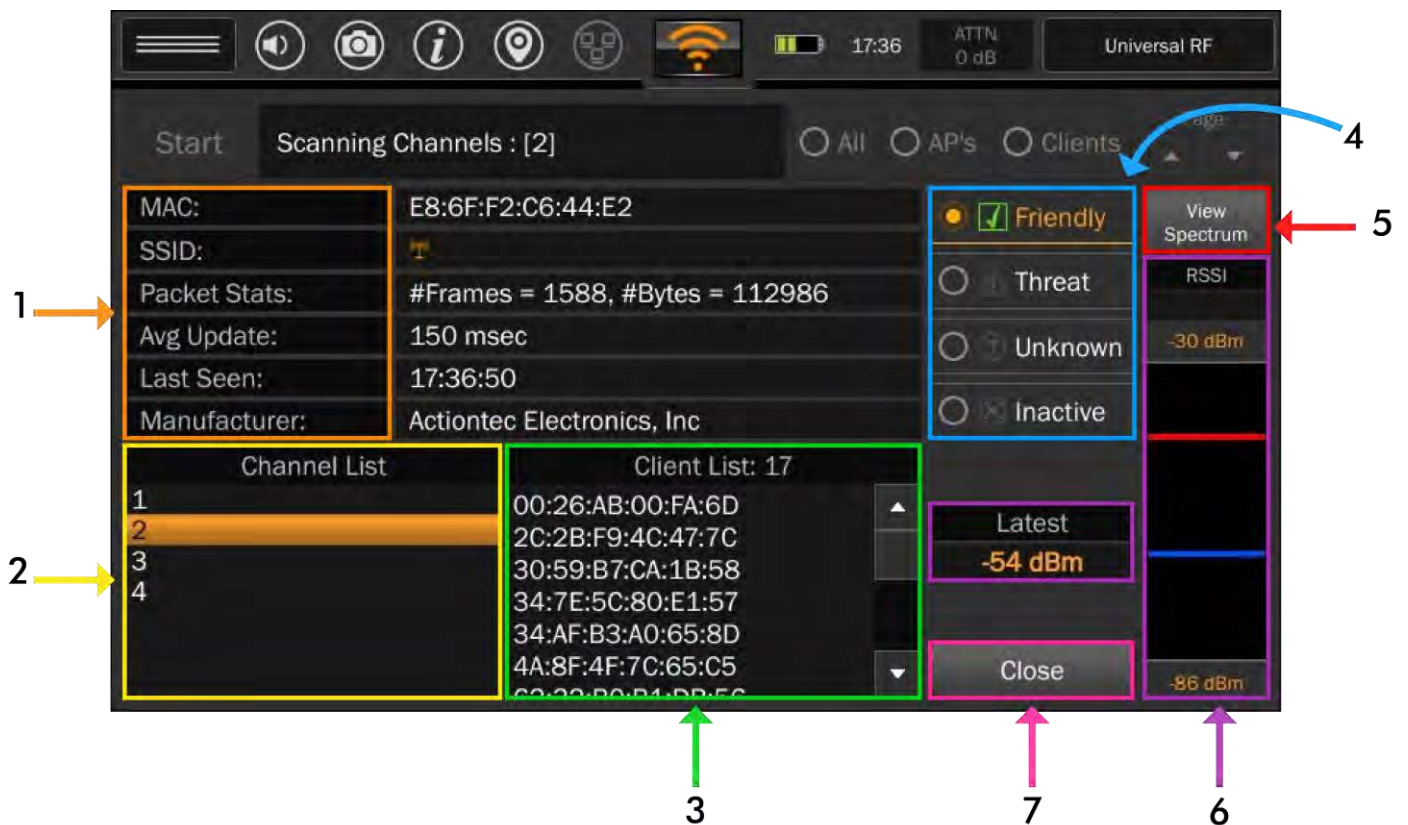 17:36
ATTN
0 dB
Universal RF
Start
Scanning Channels : [2]
All
AP's
Clients
4
MAC:
E8:6F:F2:C6:44:E2
Friendly
View
Spectrum
5
SSID:
1
Packet Stats:
#Frames = 1588, #Bytes = 112986
Threat
RSSI
Avg Update:
150 msec
Unknown
-30 dBm
Last Seen:
17:36:50
Manufacturer:
Actiontec Electronics, Inc
Inactive
2
Channel List
1
2
3
4
Client List: 17
00:26:AB:00:FA:6D
2C:2B:F9:4C:47:7C
30:59:B7:CA:1B:58
34:7E:5C:80:E1:57
34:AF:B3:A0:65:8D
4A:8F:4F:7C:65:C5
Latest
-54 dBm
Close
-86 dBm
3
7
6